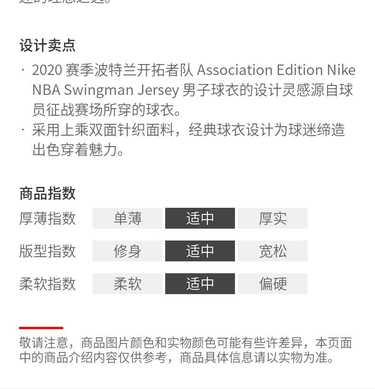 设计卖点
· 2020 赛季波特兰开拓者队 Association Edition Nike
NBA Swingman Jersey 男子球衣的设计灵感源自球
员征战赛场所穿的球衣。
· 采用上乘双面针织面料，经典球衣设计为球迷缔造
出色穿着魅力。
商品指数
厚薄指数 单薄 适中 厚实
版型指数 修身 适中 宽松
柔软指数 柔软 适中 偏硬
敬请注意，商品图片颜色和实物颜色可能有些许差异，本页面
中的商品介绍内容仅供参考，商品具体信息请以实物为准。